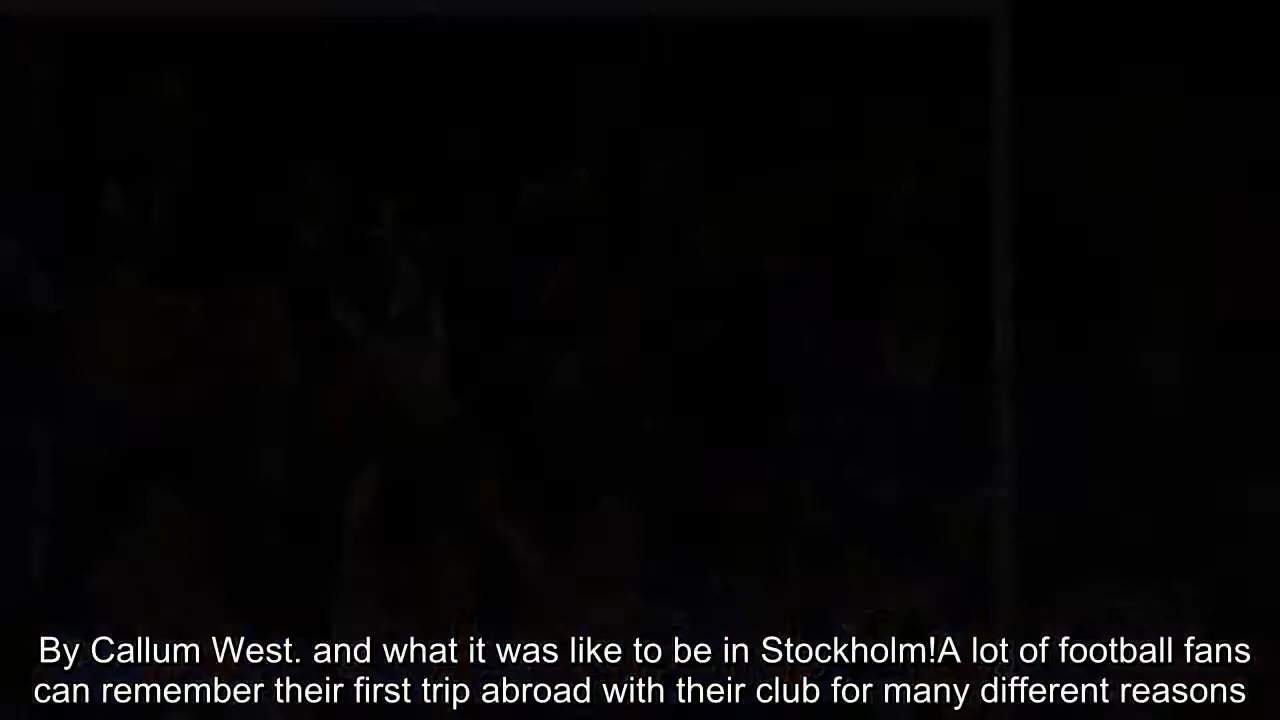 By Callum West. and what it was like to be in Stockholm!A lot of football fans
can remember their first trip abroad with their club for many different reasons